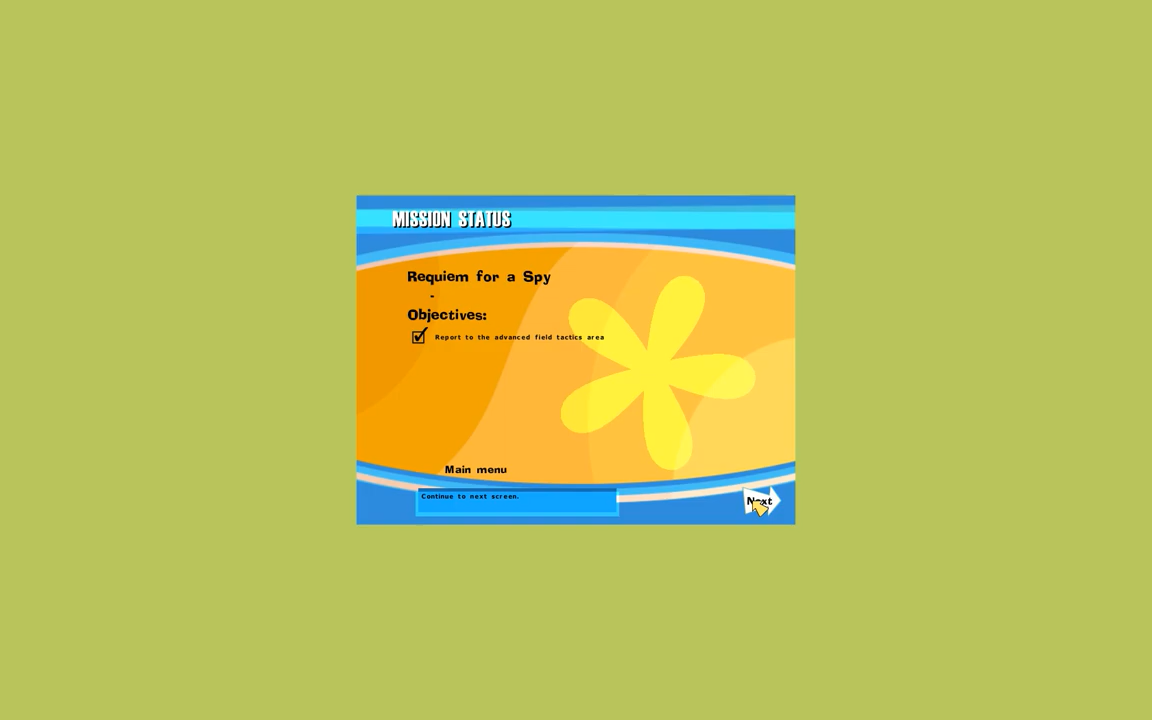 MISSION STATUS
Requiem for a Spy
-
Objectives:
Report to the advanced field tactics area
Main menu
Continue to next screen.
Next